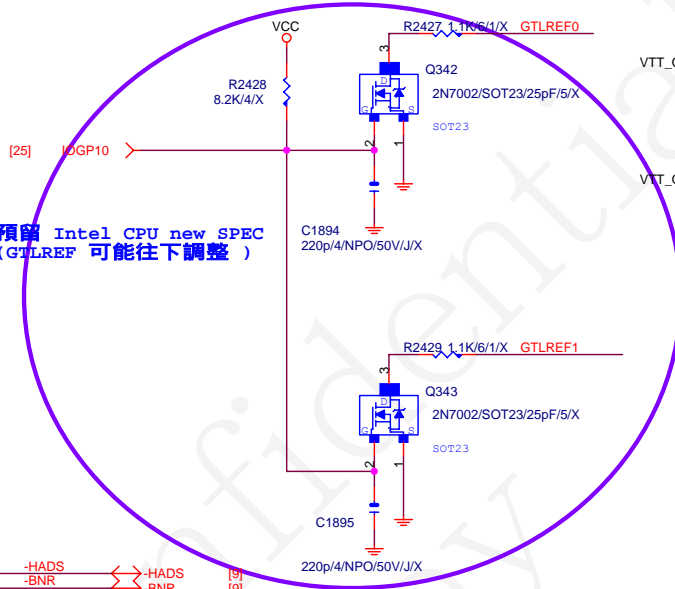 VCC
R2427 1.1K/6/1/X GTLREF0
3
Q342
R2428
8.2K/4/X
D
2N7002/SOT23/25pF/5/X
G S
SOT23
2 1
[25] IOGP10
C1894
220p/4/NPO/50V/J/X
預留 Intel CPU new SPEC
(GTLREF 可能往下調整 )
R2429 1.1K/6/1/X GTLREF1
3
Q343
D
2N7002/SOT23/25pF/5/X
G S
SOT23
2 1
C1895
220p/4/NPO/50V/J/X
-HADS -HADS [9]
-BNR -BNR [9]